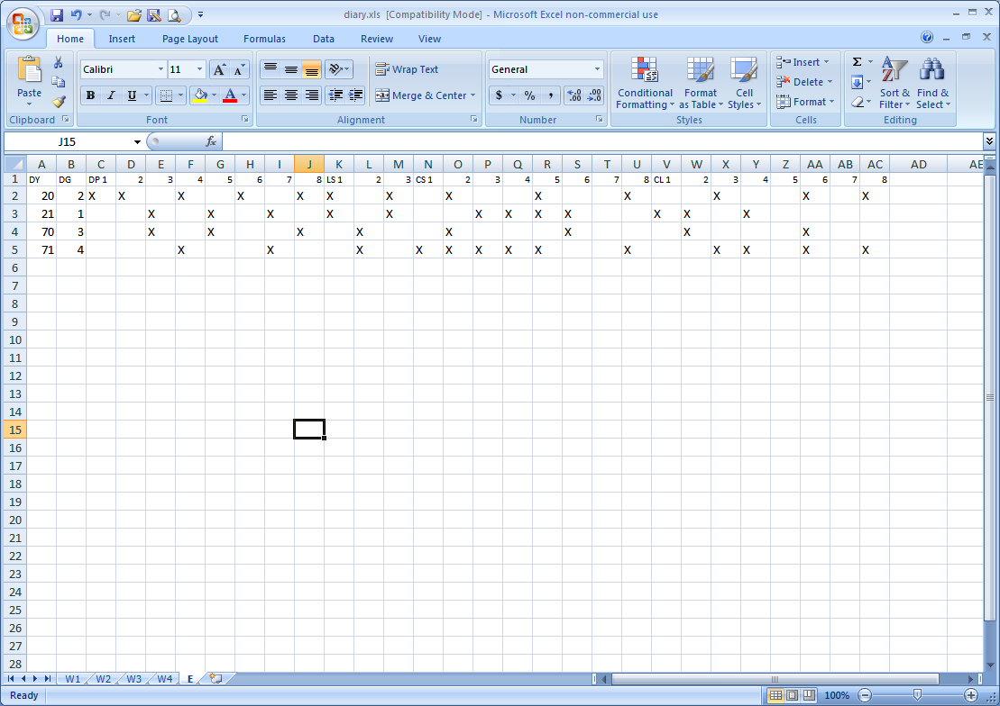 diary.xls [Compatibility Mode] - Microsoft Excel non-commercial use
Home Insert Page Layout Formulas Data Review View
Calibri 11 Wrap Text General Insert Σ
Paste B I U A Merge & Center $ % , Conditional Formatting Format as Table Cell Styles Delete Format Sort & Filter Find & Select
Clipboard Font Alignment Number Styles Cells Editing
J15 fx
A B C D E F G H I J K L M N O P Q R S T U V W X Y Z AA AB AC AD AE
1 DY DG DP 1 2 3 4 5 6 7 8 LS 1 2 3 CS 1 2 3 4 5 6 7 8 CL 1 2 3 4 5 6 7 8
2 20 2 X X X X X X X X X X X X X
3 21 1 X X X X X X X X X X X X
4 70 3 X X X X X X X X
5 71 4 X X X X X X X X X X X X X
6
7
8
9
10
11
12
13
14
15
16
17
18
19
20
21
22
23
24
25
26
27
28
W1 W2 W3 W4 E
Ready 100%